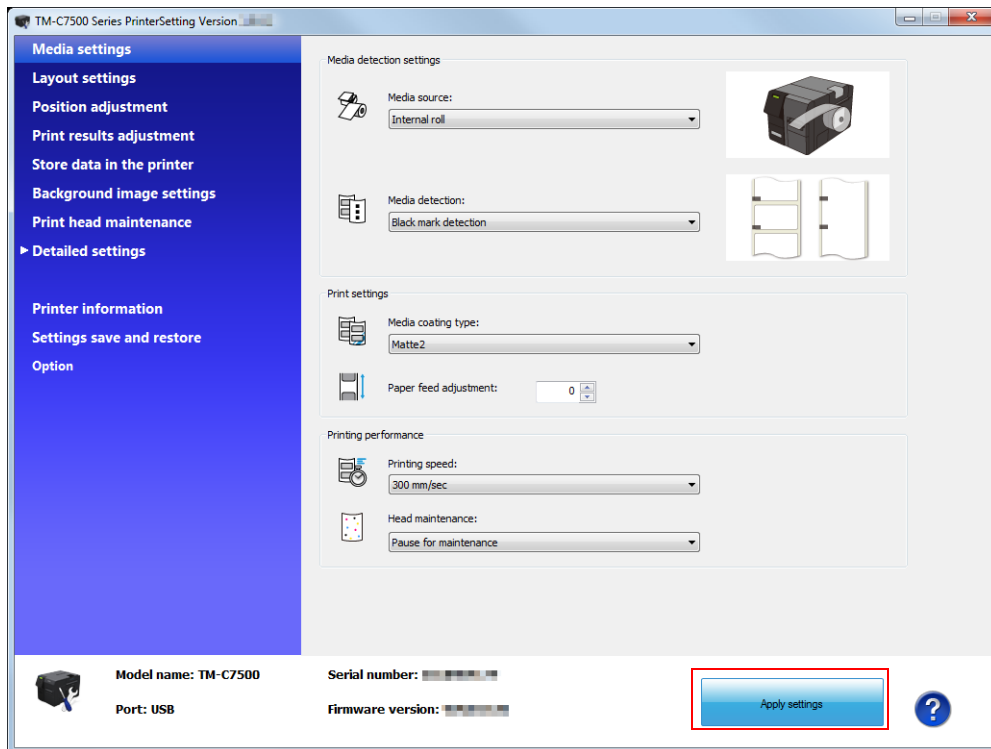 TM-C7500 Series PrinterSetting Version
Media settings
Layout settings
Position adjustment
Print results adjustment
Store data in the printer
Background image settings
Print head maintenance
Detailed settings
Printer information
Settings save and restore
Option
Media detection settings
Media source:
Internal roll
Media detection:
Black mark detection
Print settings
Media coating type:
Matte2
Paper feed adjustment:
0
Printing performance
Printing speed:
300 mm/sec
Head maintenance:
Pause for maintenance
Model name: TM-C7500
Port: USB
Serial number:
Firmware version:
Apply settings
?